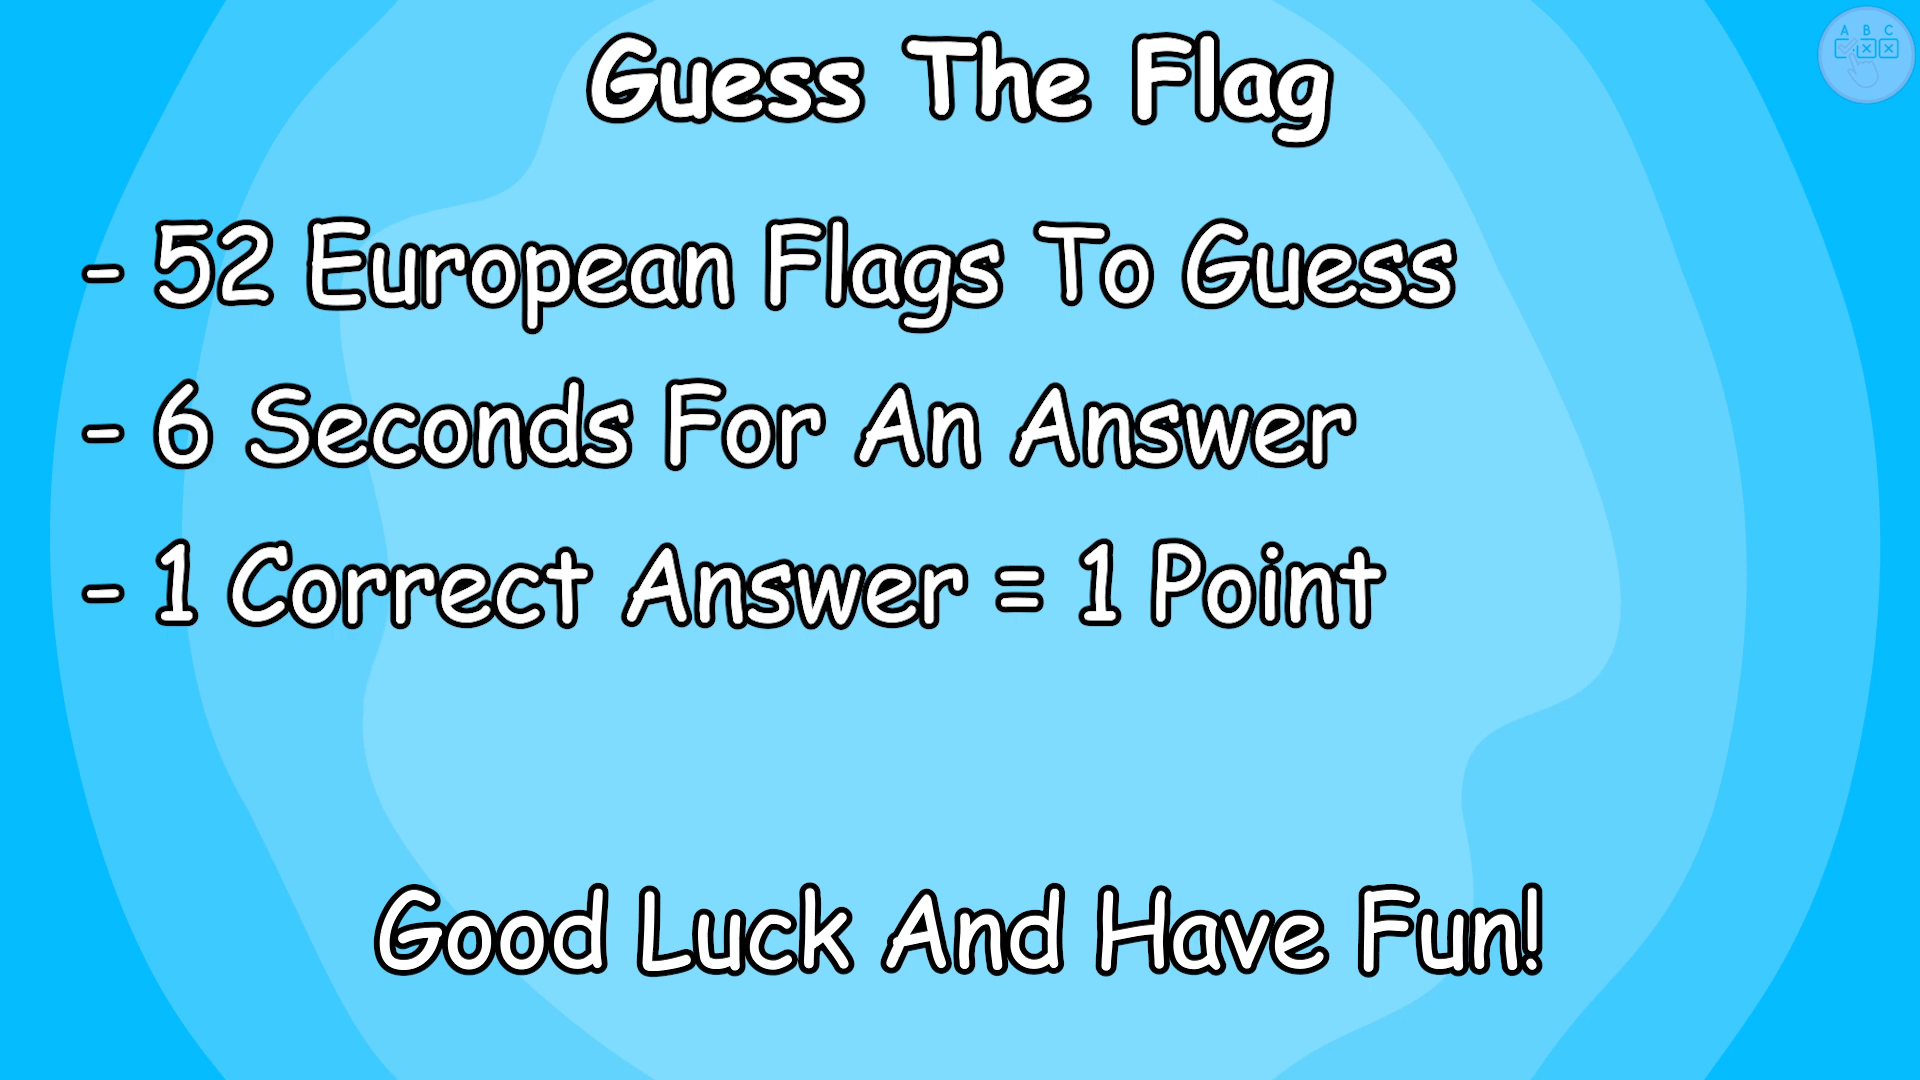 A B C
Guess The Flag
- 52 European Flags To Guess
- 6 Seconds For An Answer
- 1 Correct Answer = 1 Point
Good Luck And Have Fun!